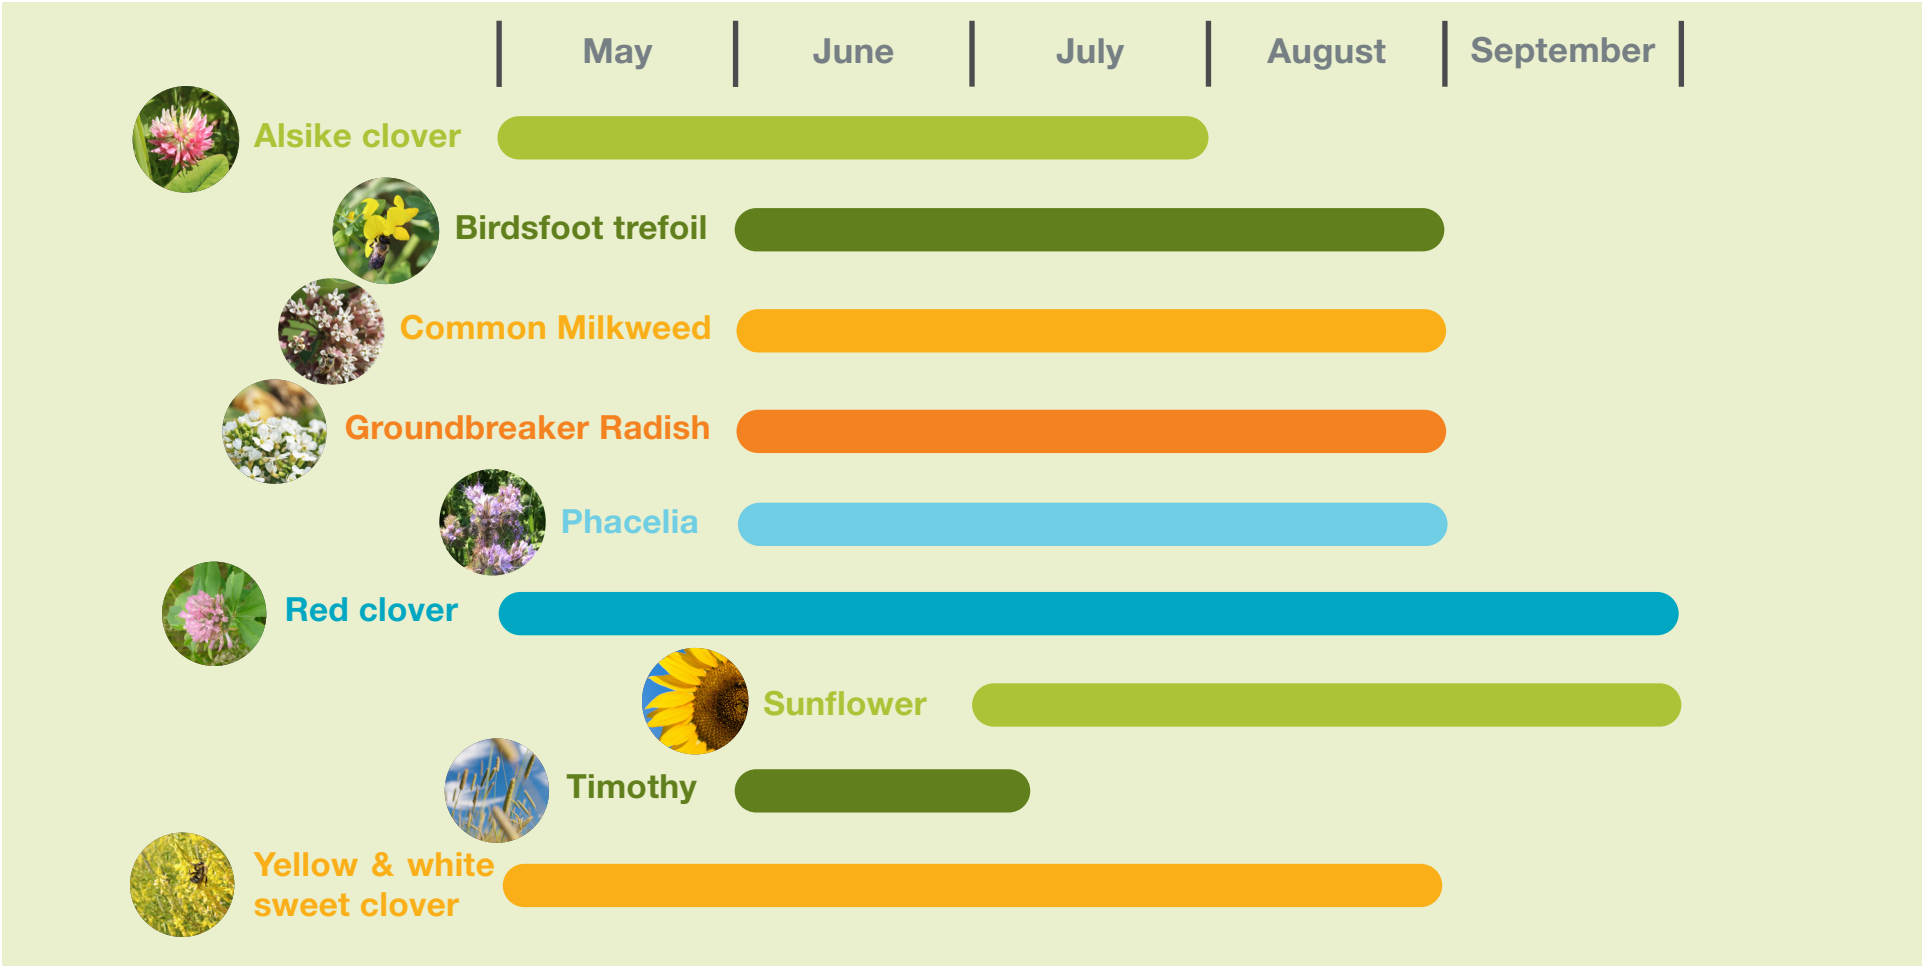 May June July August September
Alsike clover
Birdsfoot trefoil
Common Milkweed
Groundbreaker Radish
Phacelia
Red clover
Sunflower
Timothy
Yellow & white
sweet clover